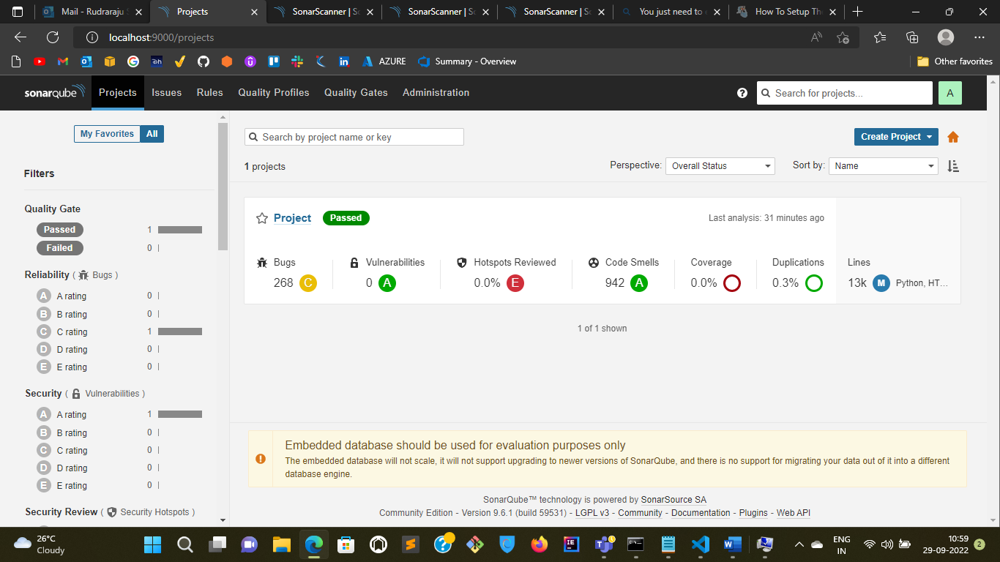 Mail - Rudraraju S
Projects
SonarScanner | So
SonarScanner | So
SonarScanner | So
You just need to e
How To Setup The
localhost:9000/projects
AZURE
Summary - Overview
Other favorites
sonarqube
Projects
Issues
Rules
Quality Profiles
Quality Gates
Administration
?
Search for projects...
A
My Favorites
All
Search by project name or key
Create Project
1 projects
Perspective:
Overall Status
Sort by:
Name
Filters
Quality Gate
Passed 1
Failed 0
Reliability ( Bugs )
A A rating 0
B B rating 0
C C rating 1
D D rating 0
E E rating 0
Security ( Vulnerabilities )
A A rating 1
B B rating 0
C C rating 0
D D rating 0
E E rating 0
Security Review ( Security Hotspots )
Project
Passed
Last analysis: 31 minutes ago
Bugs
268 C
Vulnerabilities
0 A
Hotspots Reviewed
0.0% E
Code Smells
942 A
Coverage
0.0%
Duplications
0.3%
Lines
13k M Python, HT...
1 of 1 shown
Embedded database should be used for evaluation purposes only
The embedded database will not scale, it will not support upgrading to newer versions of SonarQube, and there is no support for migrating your data out of it into a different
database engine.
SonarQube™ technology is powered by SonarSource SA
Community Edition - Version 9.6.1 (build 59531) - LGPL v3 - Community - Documentation - Plugins - Web API
26°C
Cloudy
ENG
IN
10:59
29-09-2022
2